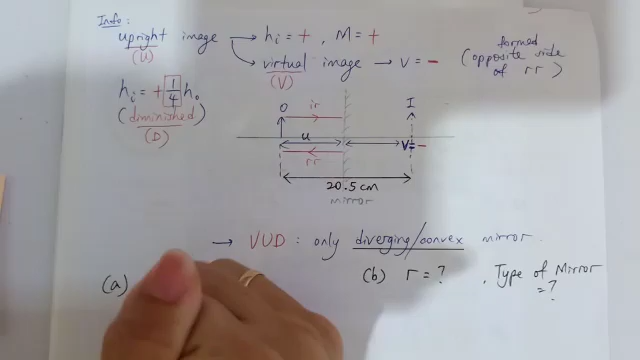 Info:
upright image → hi = +, M = +
(U)
virtual image → V = -
(V)
formed
(opposite side
of rr)
hi = + 1/4 ho
(diminished)
(D)
O
ir
I
u
V = -
rr
20.5 cm
mirror
→ VUD : only diverging/convex mirror.
(a)
(b) r = ? , Type of Mirror
= ?